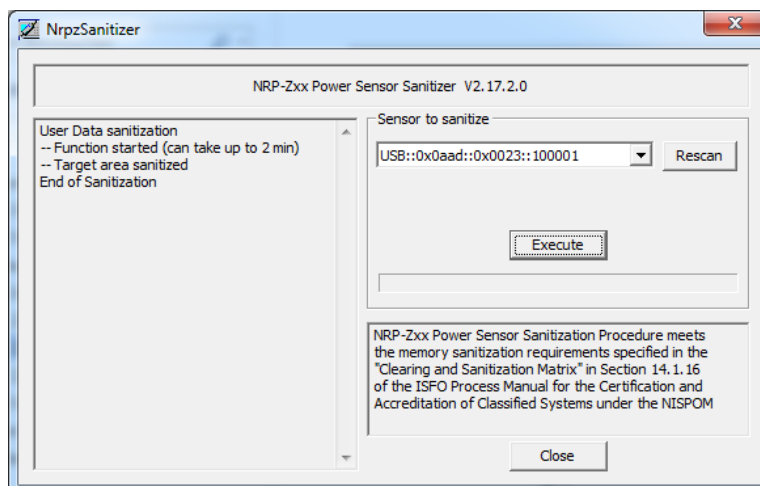 NrpzSanitizer
NRP-Zxx Power Sensor Sanitizer V2.17.2.0
User Data sanitization
-- Function started (can take up to 2 min)
-- Target area sanitized
End of Sanitization
Sensor to sanitize
USB::0x0aad::0x0023::100001
Rescan
Execute
NRP-Zxx Power Sensor Sanitization Procedure meets
the memory sanitization requirements specified in the
"Clearing and Sanitization Matrix" in Section 14.1.16
of the ISFO Process Manual for the Certification and
Accreditation of Classified Systems under the NISPOM
Close